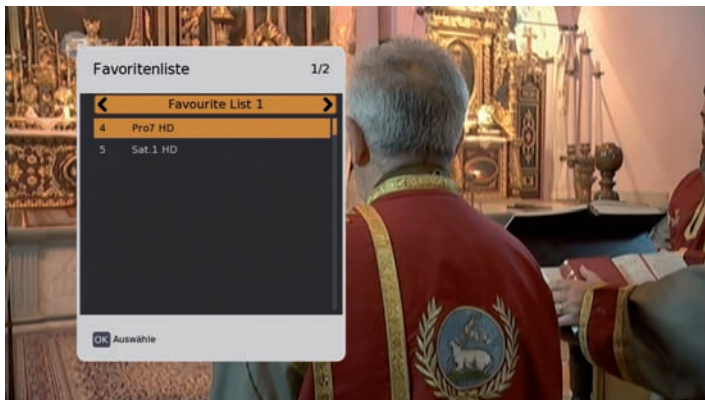 Favoritenliste 1/2
Favourite List 1
4 Pro7 HD
5 Sat.1 HD
OK Auswähle